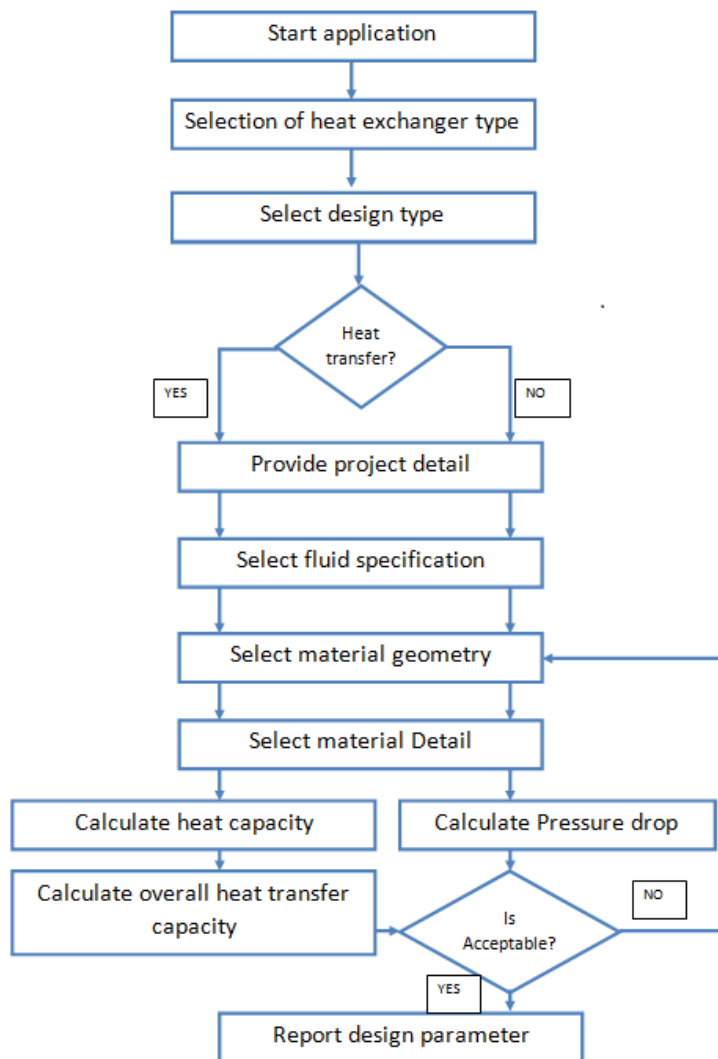 Start application
Selection of heat exchanger type
Select design type
Heat
transfer?
YES
NO
Provide project detail
Select fluid specification
Select material geometry
Select material Detail
Calculate heat capacity
Calculate Pressure drop
Calculate overall heat transfer
capacity
Is
Acceptable?
NO
YES
Report design parameter